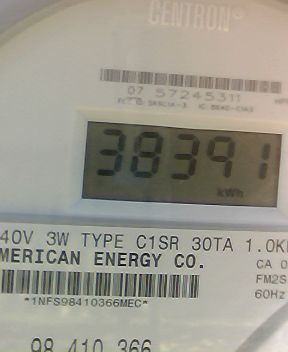 CENTRON®
07 57245311
38391
kWh
40V 3W TYPE C1SR 30TA 1.0K
MERICAN ENERGY CO.
CA 0
FM2S
60Hz
*1NFS98410366MEC*
98 410 366